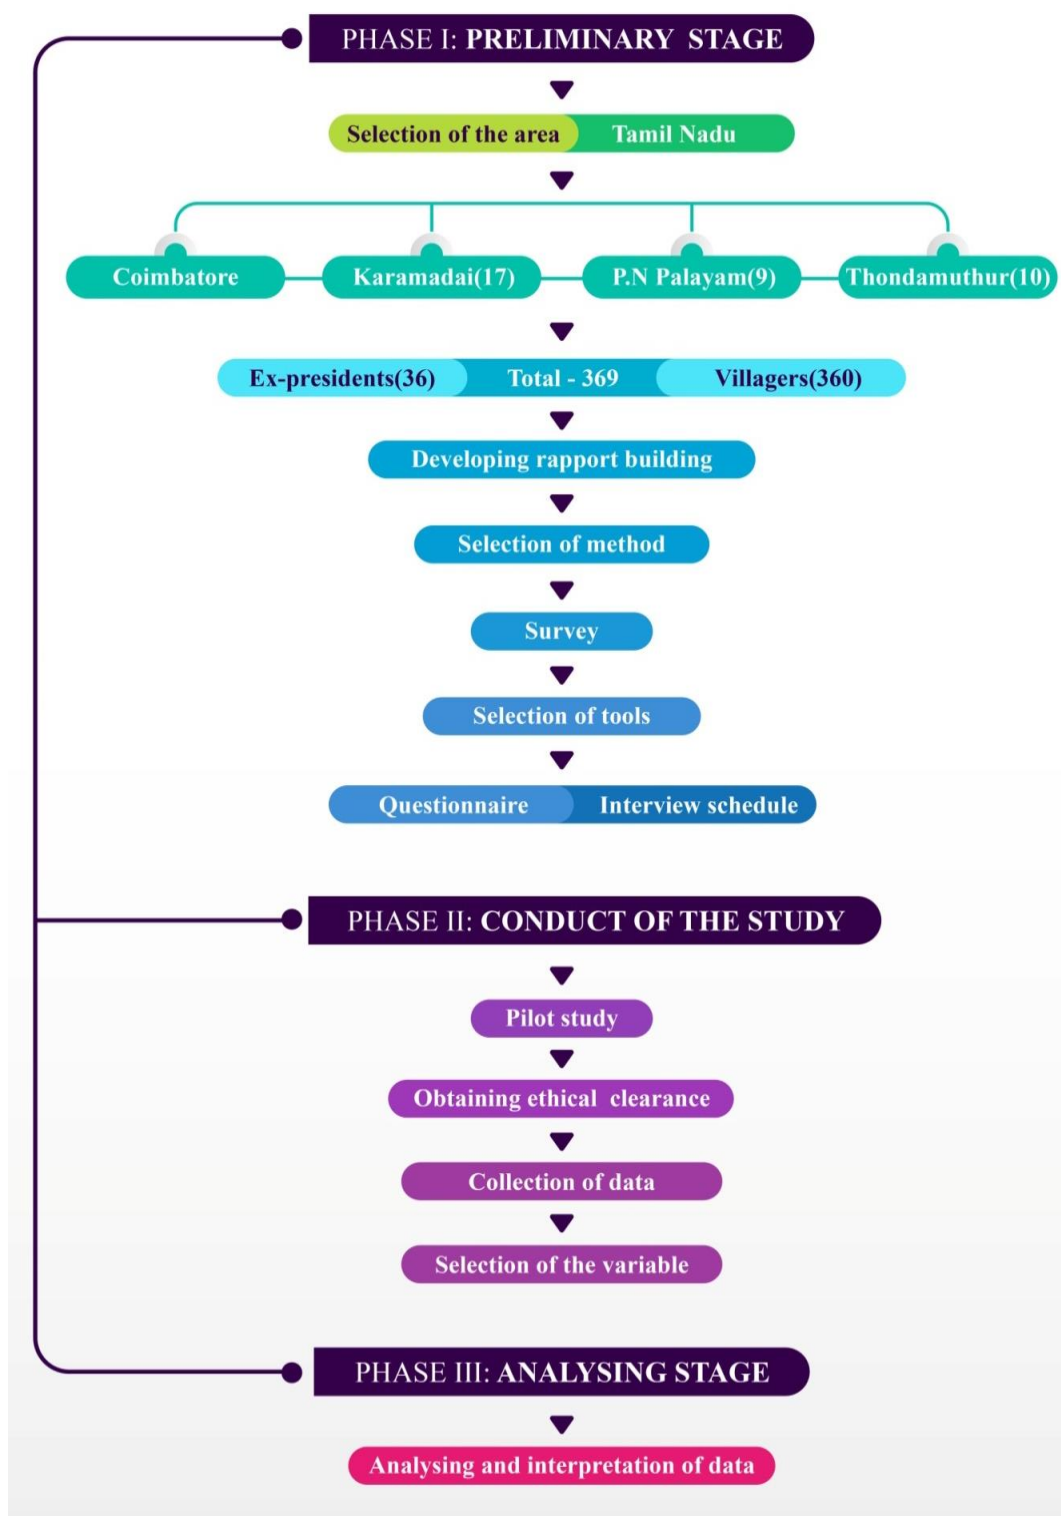 PHASE I: PRELIMINARY STAGE
Selection of the area Tamil Nadu
Coimbatore Karamadai(17) P.N Palayam(9) Thondamuthur(10)
Ex-presidents(36) Total - 369 Villagers(360)
Developing rapport building
Selection of method
Survey
Selection of tools
Questionnaire Interview schedule
PHASE II: CONDUCT OF THE STUDY
Pilot study
Obtaining ethical clearance
Collection of data
Selection of the variable
PHASE III: ANALYSING STAGE
Analysing and interpretation of data